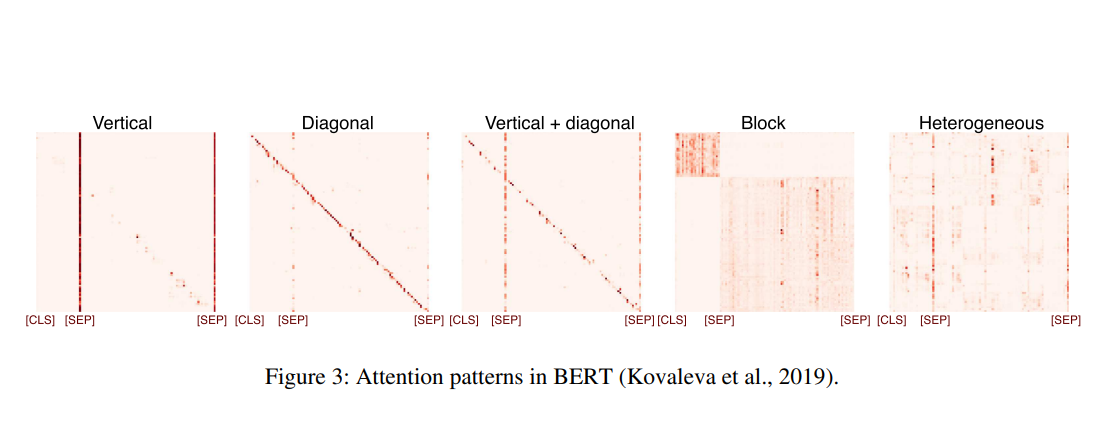 Vertical Diagonal Vertical + diagonal Block Heterogeneous
[CLS] [SEP] [SEP] [CLS] [SEP] [SEP] [CLS] [SEP] [SEP] [CLS] [SEP] [SEP] [CLS] [SEP] [SEP]
Figure 3: Attention patterns in BERT (Kovaleva et al., 2019).